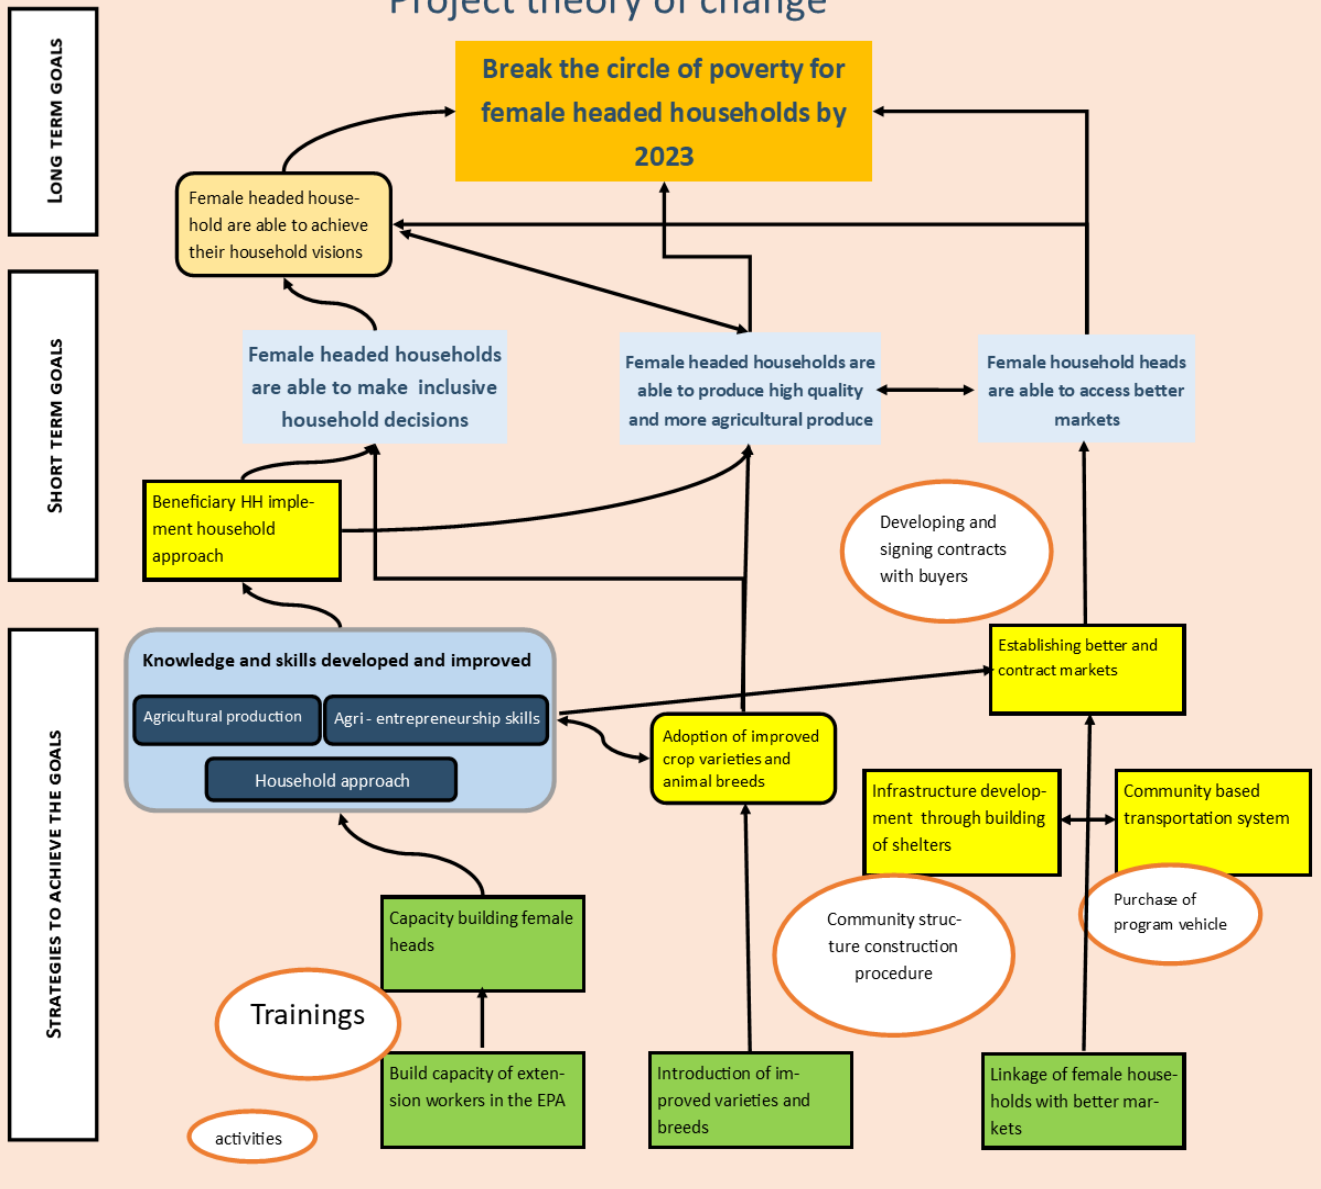 Project theory of change
LONG TERM GOALS
Break the circle of poverty for
female headed households by
2023
Female headed house-
hold are able to achieve
their household visions
SHORT TERM GOALS
Female headed households
are able to make inclusive
household decisions
Female headed households are
able to produce high quality
and more agricultural produce
Female household heads
are able to access better
markets
Beneficiary HH imple-
ment household
approach
Developing and
signing contracts
with buyers
STRATEGIES TO ACHIEVE THE GOALS
Knowledge and skills developed and improved
Agricultural production
Agri - entrepreneurship skills
Household approach
Establishing better and
contract markets
Adoption of improved
crop varieties and
animal breeds
Infrastructure develop-
ment through building
of shelters
Community based
transportation system
Capacity building female
heads
Community struc-
ture construction
procedure
Purchase of
program vehicle
Trainings
Build capacity of exten-
sion workers in the EPA
Introduction of im-
proved varieties and
breeds
Linkage of female house-
holds with better mar-
kets
activities